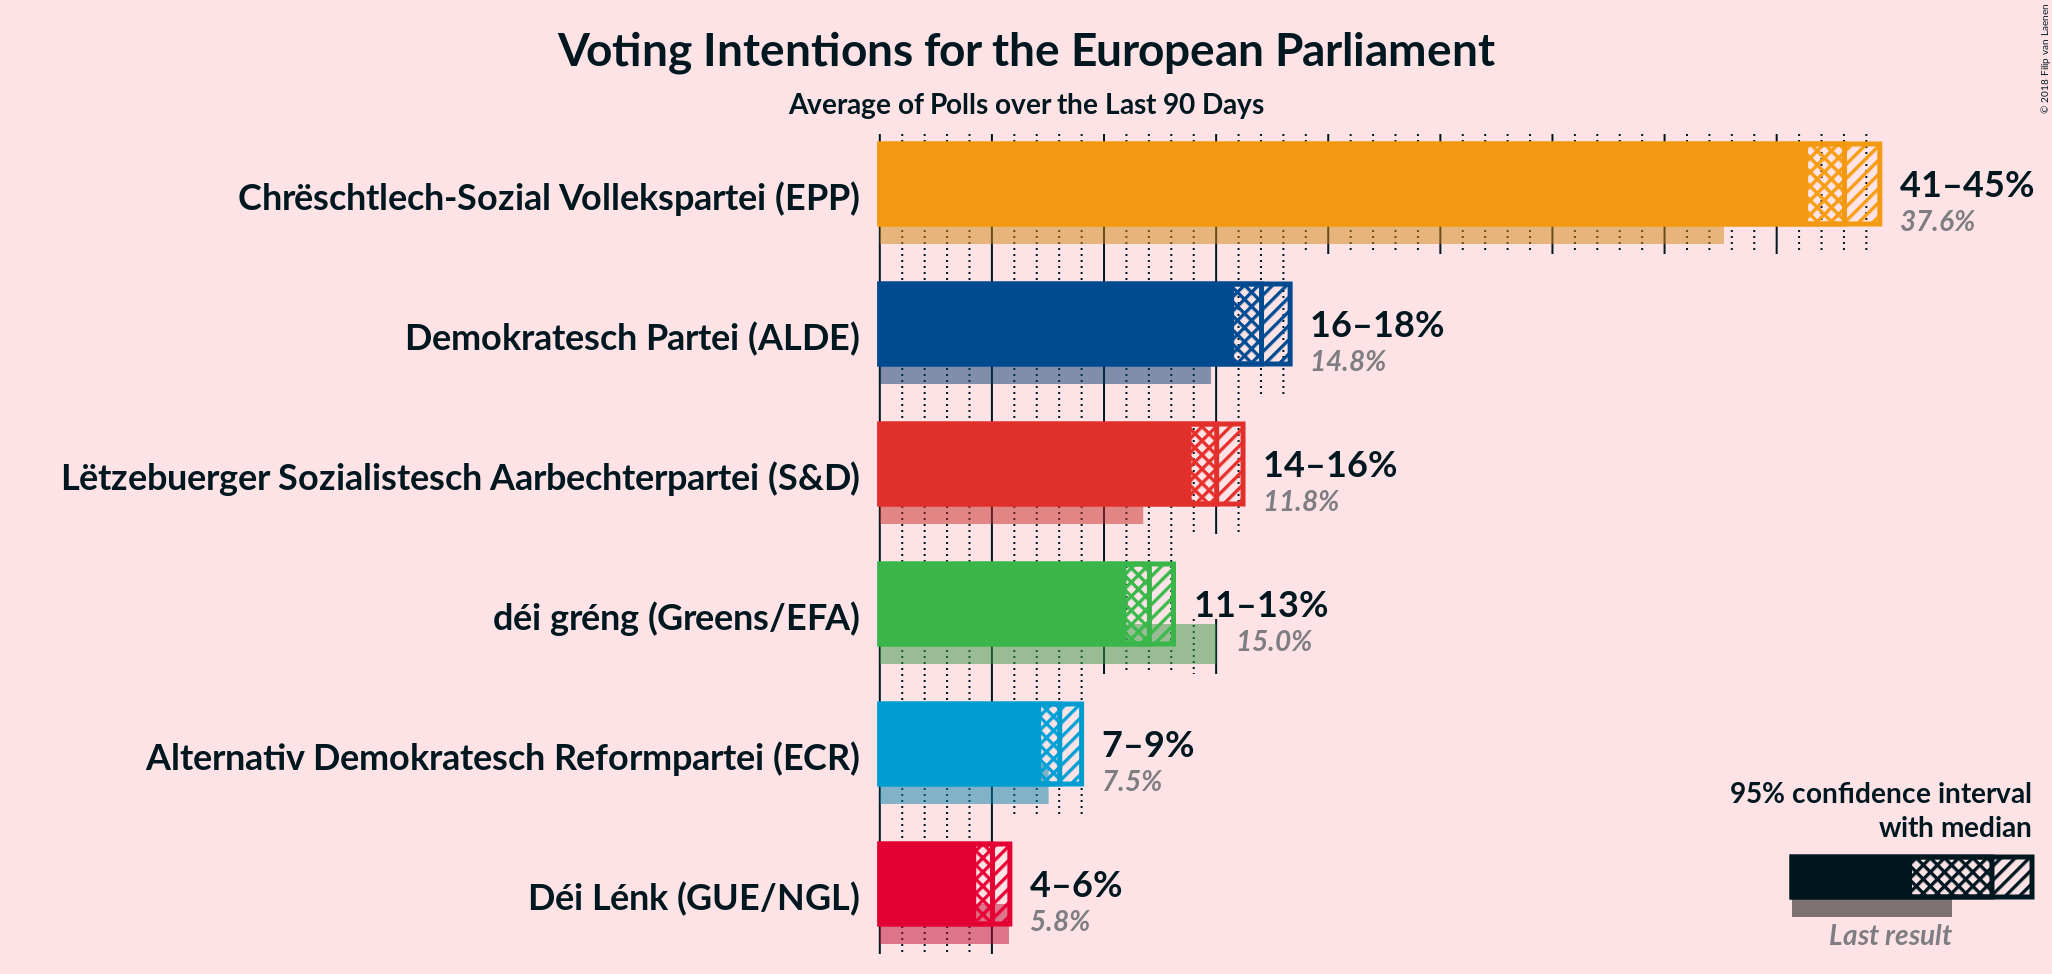 Voting Intentions for the European Parliament
Average of Polls over the Last 90 Days
© 2018 Filip van Laenen
Chrëschtlech-Sozial Vollekspartei (EPP)
41–45%
37.6%
Demokratesch Partei (ALDE)
16–18%
14.8%
Lëtzebuerger Sozialistesch Aarbechterpartei (S&D)
14–16%
11.8%
déi gréng (Greens/EFA)
11–13%
15.0%
Alternativ Demokratesch Reformpartei (ECR)
7–9%
7.5%
Déi Lénk (GUE/NGL)
4–6%
5.8%
95% confidence interval
with median
Last result